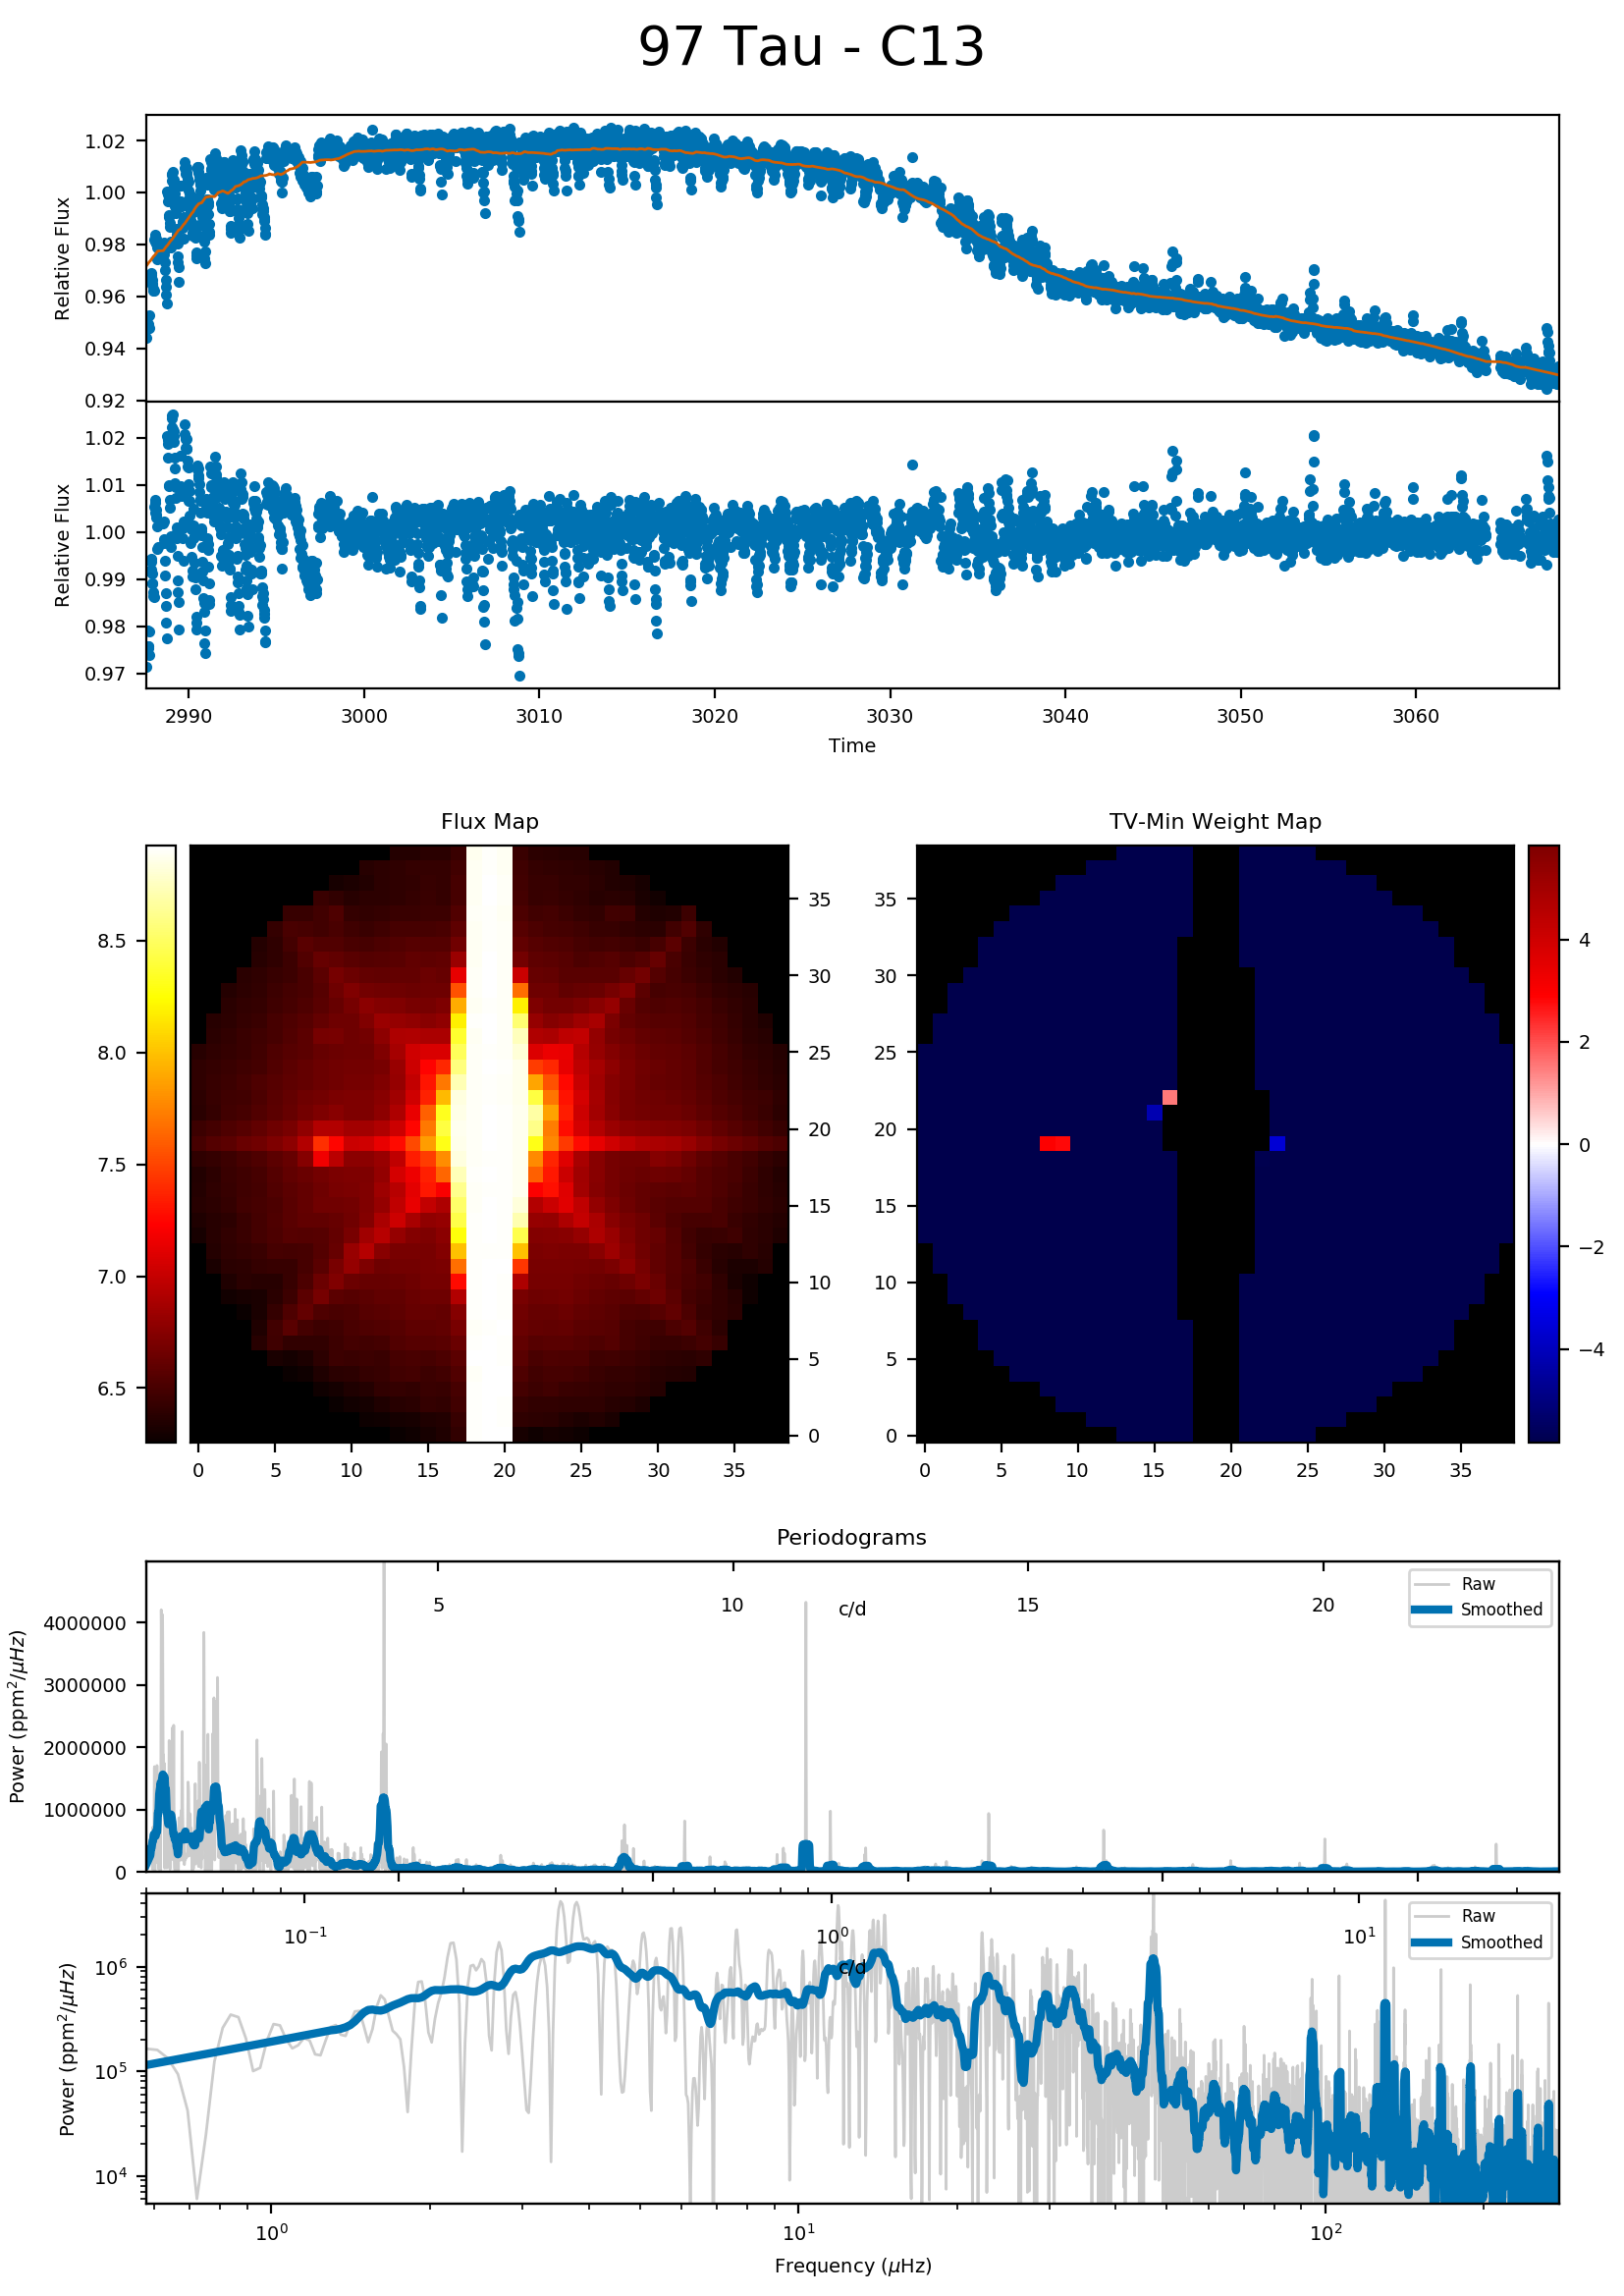 97 Tau - C13
1.02
1.00
0.98
0.96
0.94
0.92
Relative Flux
1.02
1.01
1.00
0.99
0.98
0.97
Relative Flux
2990 3000 3010 3020 3030 3040 3050 3060
Time
Flux Map
TV-Min Weight Map
8.5
8.0
7.5
7.0
6.5
35
30
25
20
15
10
5
0
0 5 10 15 20 25 30 35
35
30
25
20
15
10
5
0
0 5 10 15 20 25 30 35
4
2
0
−2
−4
Periodograms
Raw
Smoothed
5 10 15 20
c/d
4000000
3000000
2000000
1000000
0
Power (ppm²/μHz)
10⁻¹ 10⁰ 10¹
c/d
Raw
Smoothed
10⁶
10⁵
10⁴
Power (ppm²/μHz)
10⁰ 10¹ 10²
Frequency (μHz)